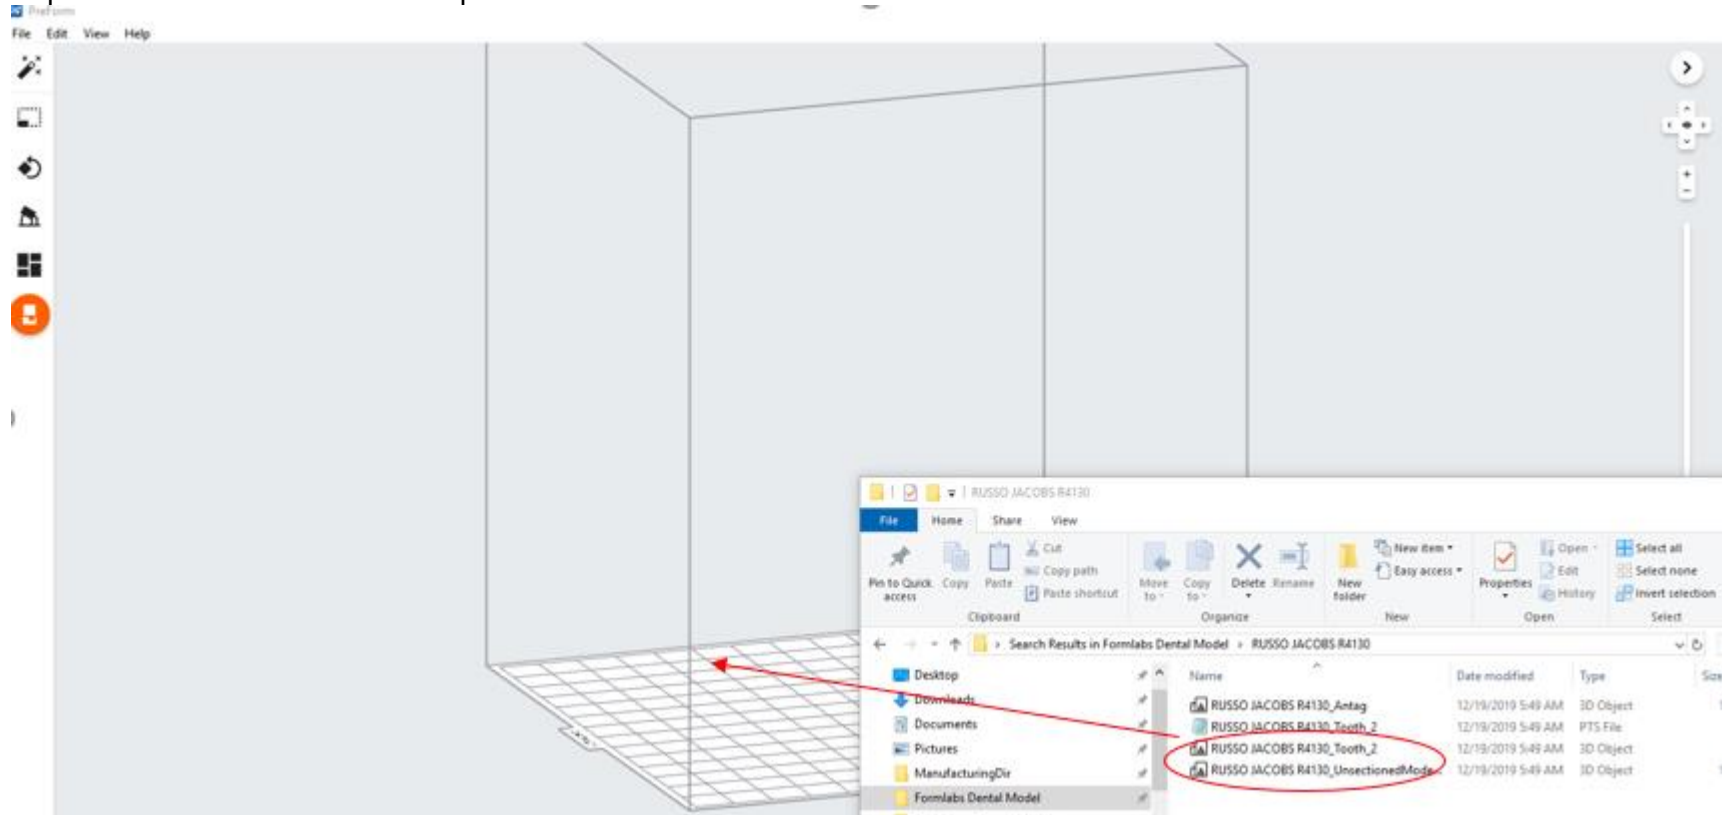 PreForm
File Edit View Help
RUSSO JACOBS R4130
File Home Share View
Pin to Quick access
Copy
Paste
Cut
Copy path
Paste shortcut
Clipboard
Move to
Copy to
Delete
Rename
Organize
New folder
New item
Easy access
New
Properties
Open
Edit
History
Open
Select all
Select none
Invert selection
Select
Search Results in Formlabs Dental Model › RUSSO JACOBS R4130
Desktop
Downloads
Documents
Pictures
ManufacturingDir
Formlabs Dental Model
Name Date modified Type
RUSSO JACOBS R4130_Antag 12/19/2019 5:49 AM 3D Object
RUSSO JACOBS R4130_Tooth_2 12/19/2019 5:49 AM PTS File
RUSSO JACOBS R4130_Tooth_2 12/19/2019 5:49 AM 3D Object
RUSSO JACOBS R4130_UnsectionedMode... 12/19/2019 5:49 AM 3D Object